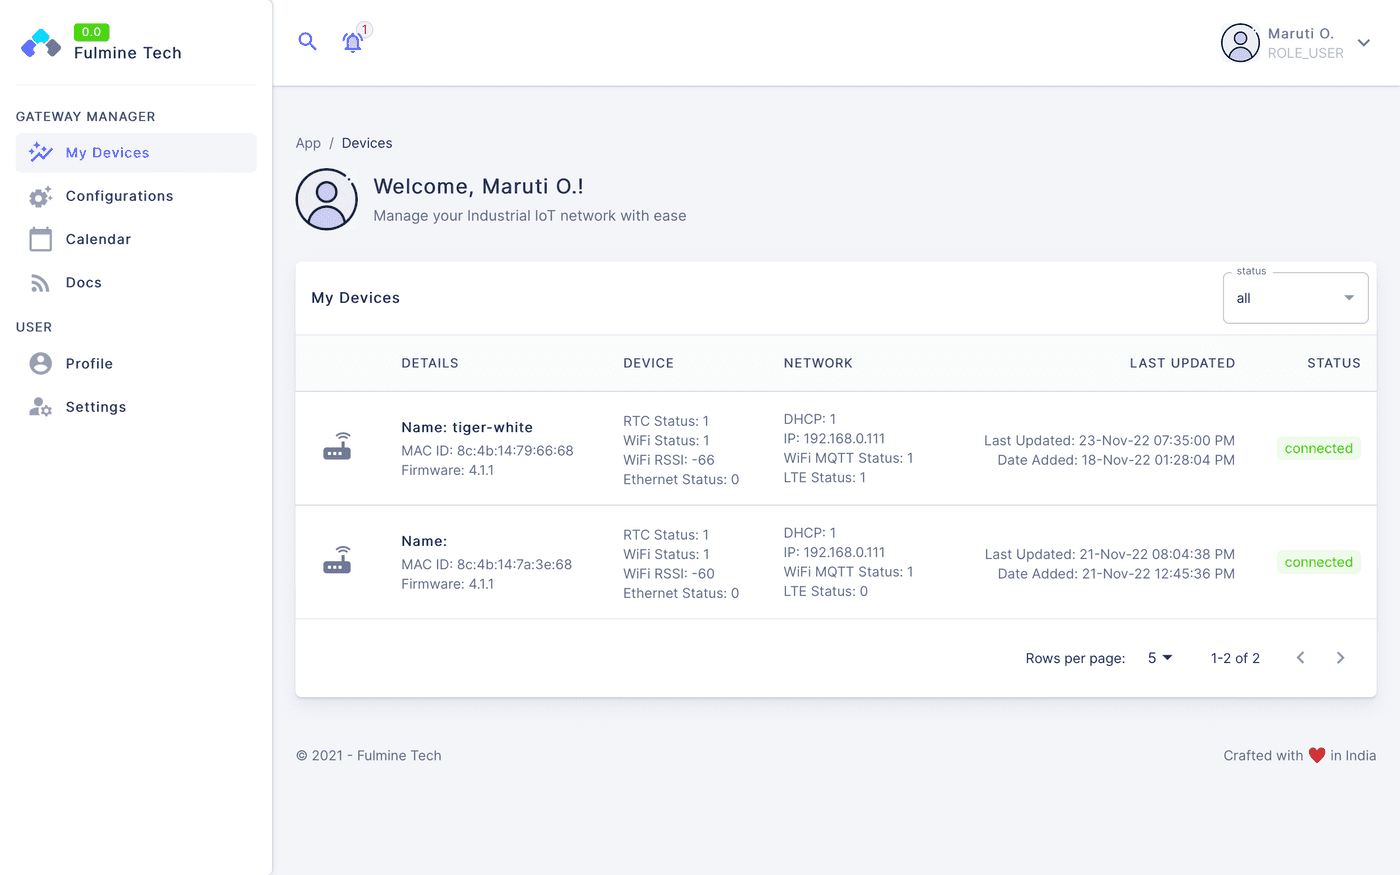 0.0
Fulmine Tech
GATEWAY MANAGER
My Devices
Configurations
Calendar
Docs
USER
Profile
Settings
1
Maruti O.
ROLE_USER
App / Devices
Welcome, Maruti O.!
Manage your Industrial IoT network with ease
My Devices
status
all
DETAILS DEVICE NETWORK LAST UPDATED STATUS
Name: tiger-white
MAC ID: 8c:4b:14:79:66:68
Firmware: 4.1.1
RTC Status: 1
WiFi Status: 1
WiFi RSSI: -66
Ethernet Status: 0
DHCP: 1
IP: 192.168.0.111
WiFi MQTT Status: 1
LTE Status: 1
Last Updated: 23-Nov-22 07:35:00 PM
Date Added: 18-Nov-22 01:28:04 PM
connected
Name:
MAC ID: 8c:4b:14:7a:3e:68
Firmware: 4.1.1
RTC Status: 1
WiFi Status: 1
WiFi RSSI: -60
Ethernet Status: 0
DHCP: 1
IP: 192.168.0.111
WiFi MQTT Status: 1
LTE Status: 0
Last Updated: 21-Nov-22 08:04:38 PM
Date Added: 21-Nov-22 12:45:36 PM
connected
Rows per page: 5 1-2 of 2
© 2021 - Fulmine Tech
Crafted with ❤️ in India